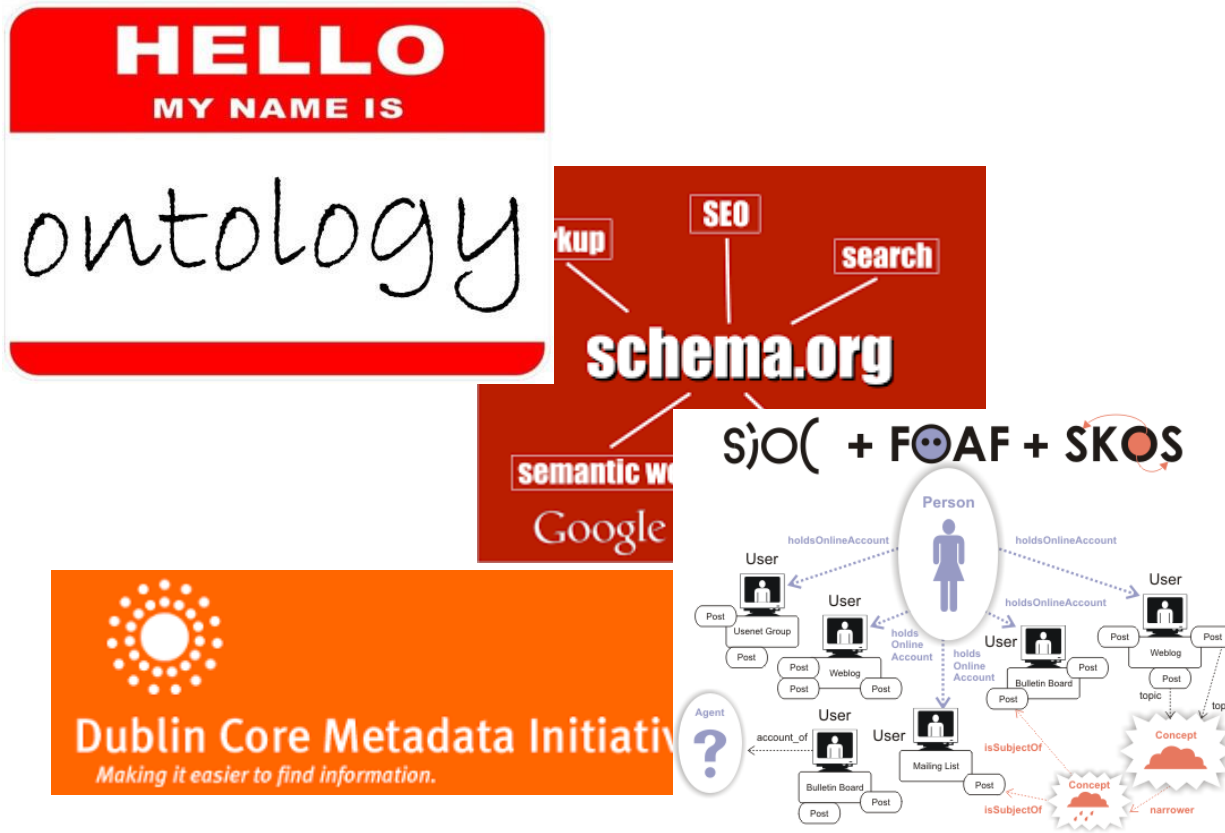 HELLO
MY NAME IS
ontology
rkup
SEO
search
schema.org
semantic we
Google
Dublin Core Metadata Initiativ
Making it easier to find information.
sioc + FOAF + SKOS
Person
holdsOnlineAccount
holdsOnlineAccount
User
Post
Usenet Group
Post
User
Post
Weblog
Post
Post
holds
Online
Account
holds
Online
Account
holdsOnlineAccount
User
Post
Bulletin Board
Post
User
Post
Post
Weblog
Post
topic
top
Agent
account_of
User
Bulletin Board
Post
Post
User
Mailing List
Post
isSubjectOf
isSubjectOf
Concept
Concept
narrower